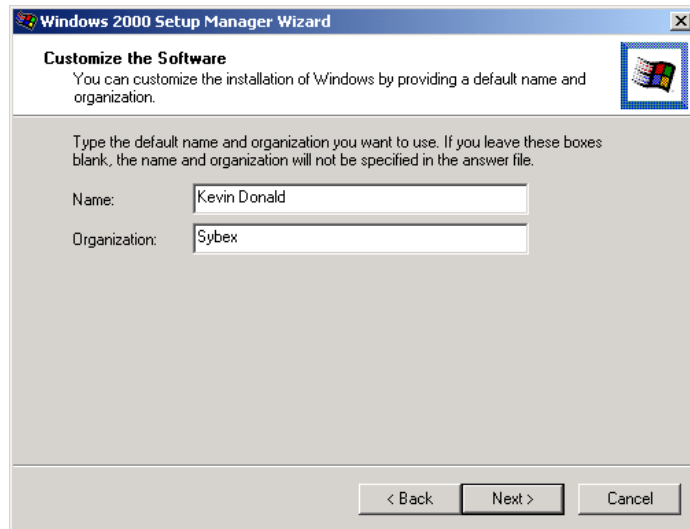 Windows 2000 Setup Manager Wizard
Customize the Software
You can customize the installation of Windows by providing a default name and
organization.
Type the default name and organization you want to use. If you leave these boxes
blank, the name and organization will not be specified in the answer file.
Name: Kevin Donald
Organization: Sybex
< Back Next > Cancel